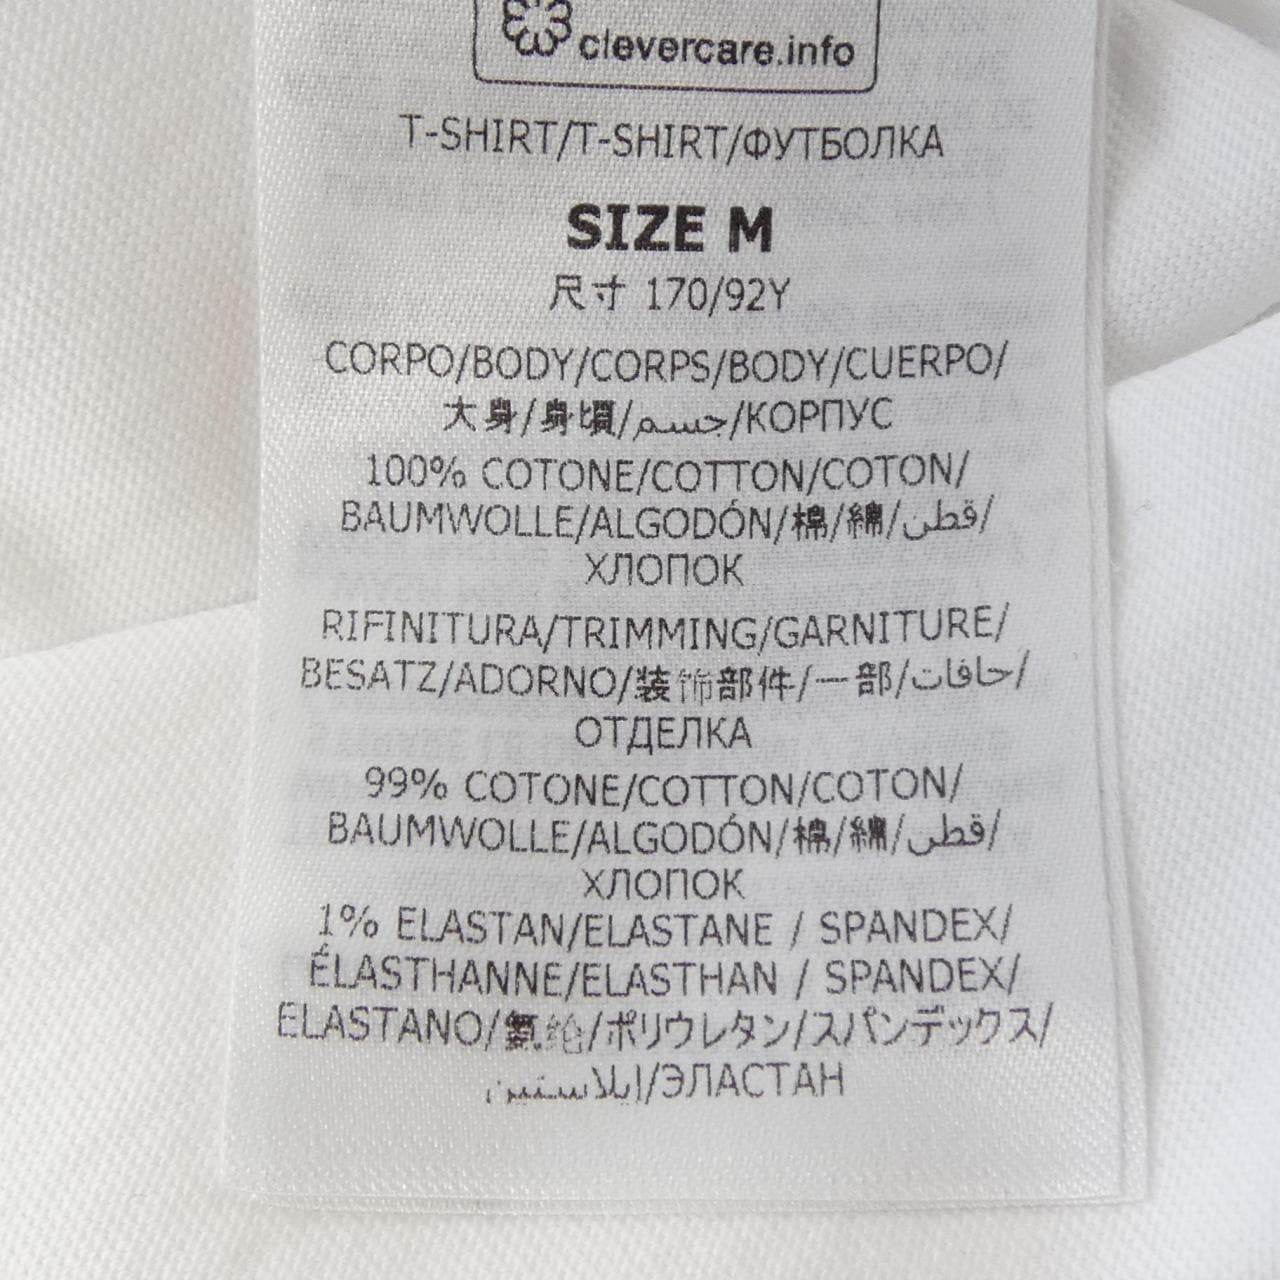 clevercare.info
T-SHIRT/T-SHIRT/ФУТБОЛКА
SIZE M
尺寸 170/92Y
CORPO/BODY/CORPS/BODY/CUERPO/
大身/身頃/جسم/КОРПУС
100% COTONE/COTTON/COTON/
BAUMWOLLE/ALGODÓN/棉/綿/قطن/
ХЛОПОК
RIFINITURA/TRIMMING/GARNITURE/
BESATZ/ADORNO/装饰部件/一部/حافات/
ОТДЕЛКА
99% COTONE/COTTON/COTON/
BAUMWOLLE/ALGODÓN/棉/綿/قطن/
ХЛОПОК
1% ELASTAN/ELASTANE / SPANDEX/
ÉLASTHANNE/ELASTHAN / SPANDEX/
ELASTANO/氨纶/ポリウレタン/スパンデックス/
إيلاستين/ЭЛАСТАН